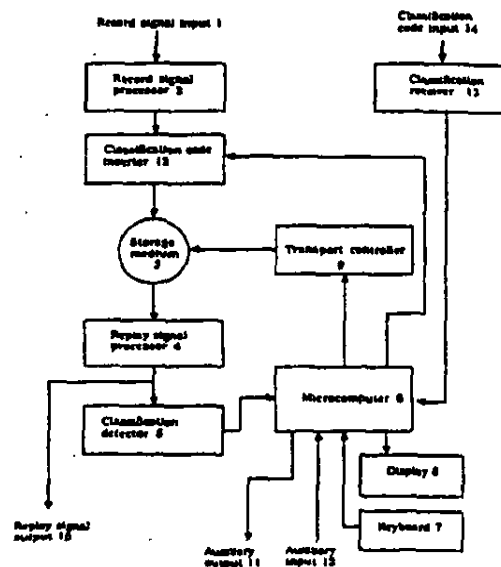 Record signal input 1
Classification
code input 14
Record signal
processor 2
Classification
receiver 13
Classification code
inserter 12
Storage
medium 3
Transport controller
9
Replay signal
processor 4
Microcomputer 6
Classification
detector 5
Display 8
Keyboard 7
Replay signal
output 10
Auxiliary
output 11
Auxiliary
input